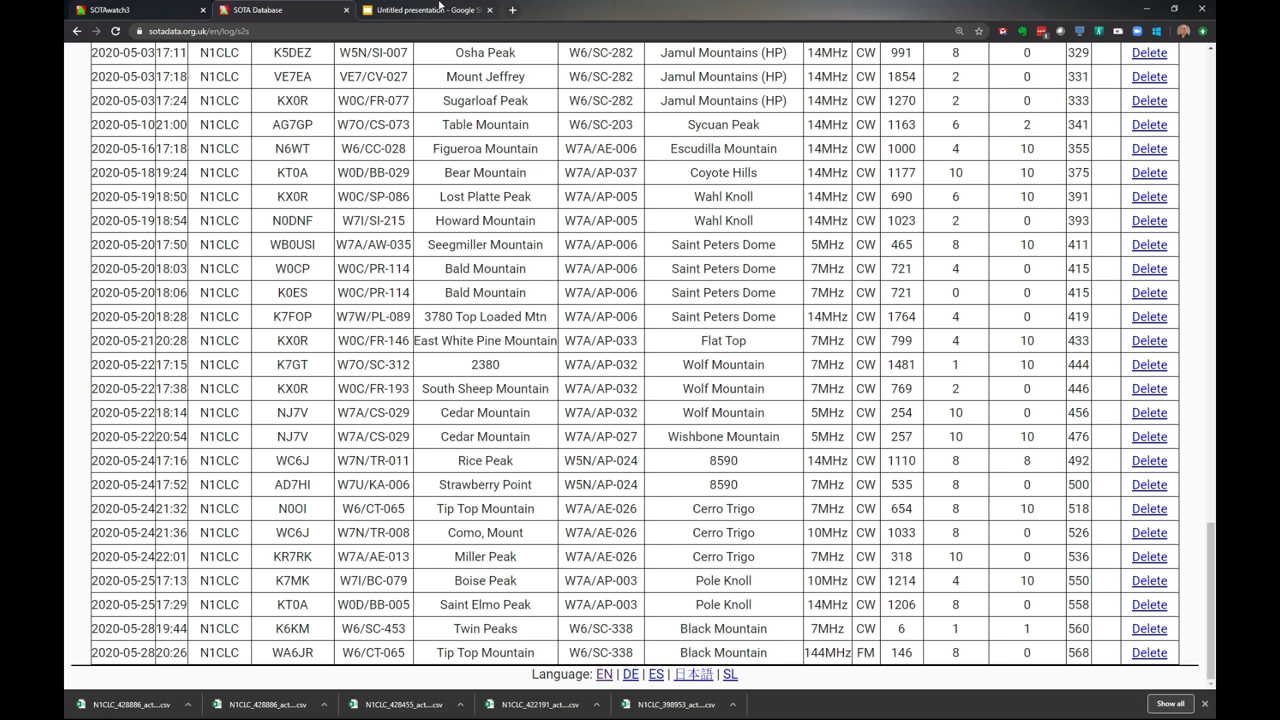 SOTAwatch3
SOTA Database
Untitled presentation - Google S
sotadata.org.uk/en/log/s2s
2020-05-03 17:11 N1CLC K5DEZ W5N/SI-007 Osha Peak W6/SC-282 Jamul Mountains (HP) 14MHz CW 991 8 0 329 Delete
2020-05-03 17:18 N1CLC VE7EA VE7/CV-027 Mount Jeffrey W6/SC-282 Jamul Mountains (HP) 14MHz CW 1854 2 0 331 Delete
2020-05-03 17:24 N1CLC KX0R W0C/FR-077 Sugarloaf Peak W6/SC-282 Jamul Mountains (HP) 14MHz CW 1270 2 0 333 Delete
2020-05-10 21:00 N1CLC AG7GP W7O/CS-073 Table Mountain W6/SC-203 Sycuan Peak 14MHz CW 1163 6 2 341 Delete
2020-05-16 17:18 N1CLC N6WT W6/CC-028 Figueroa Mountain W7A/AE-006 Escudilla Mountain 14MHz CW 1000 4 10 355 Delete
2020-05-18 19:24 N1CLC KT0A W0D/BB-029 Bear Mountain W7A/AP-037 Coyote Hills 14MHz CW 1177 10 10 375 Delete
2020-05-19 18:50 N1CLC KX0R W0C/SP-086 Lost Platte Peak W7A/AP-005 Wahl Knoll 14MHz CW 690 6 10 391 Delete
2020-05-19 18:54 N1CLC N0DNF W7I/SI-215 Howard Mountain W7A/AP-005 Wahl Knoll 14MHz CW 1023 2 0 393 Delete
2020-05-20 17:50 N1CLC WB0USI W7A/AW-035 Seegmiller Mountain W7A/AP-006 Saint Peters Dome 5MHz CW 465 8 10 411 Delete
2020-05-20 18:03 N1CLC W0CP W0C/PR-114 Bald Mountain W7A/AP-006 Saint Peters Dome 7MHz CW 721 4 0 415 Delete
2020-05-20 18:06 N1CLC K0ES W0C/PR-114 Bald Mountain W7A/AP-006 Saint Peters Dome 7MHz CW 721 0 0 415 Delete
2020-05-20 18:28 N1CLC K7FOP W7W/PL-089 3780 Top Loaded Mtn W7A/AP-006 Saint Peters Dome 14MHz CW 1764 4 0 419 Delete
2020-05-21 20:28 N1CLC KX0R W0C/FR-146 East White Pine Mountain W7A/AP-033 Flat Top 7MHz CW 799 4 10 433 Delete
2020-05-22 17:15 N1CLC K7GT W7O/SC-312 2380 W7A/AP-032 Wolf Mountain 7MHz CW 1481 1 10 444 Delete
2020-05-22 17:38 N1CLC KX0R W0C/FR-193 South Sheep Mountain W7A/AP-032 Wolf Mountain 7MHz CW 769 2 0 446 Delete
2020-05-22 18:14 N1CLC NJ7V W7A/CS-029 Cedar Mountain W7A/AP-032 Wolf Mountain 5MHz CW 254 10 0 456 Delete
2020-05-22 20:54 N1CLC NJ7V W7A/CS-029 Cedar Mountain W7A/AP-027 Wishbone Mountain 5MHz CW 257 10 10 476 Delete
2020-05-24 17:16 N1CLC WC6J W7N/TR-011 Rice Peak W5N/AP-024 8590 14MHz CW 1110 8 8 492 Delete
2020-05-24 17:52 N1CLC AD7HI W7U/KA-006 Strawberry Point W5N/AP-024 8590 7MHz CW 535 8 0 500 Delete
2020-05-24 21:32 N1CLC N0OI W6/CT-065 Tip Top Mountain W7A/AE-026 Cerro Trigo 7MHz CW 654 8 10 518 Delete
2020-05-24 21:36 N1CLC WC6J W7N/TR-008 Como, Mount W7A/AE-026 Cerro Trigo 10MHz CW 1033 8 0 526 Delete
2020-05-24 22:01 N1CLC KR7RK W7A/AE-013 Miller Peak W7A/AE-026 Cerro Trigo 7MHz CW 318 10 0 536 Delete
2020-05-25 17:13 N1CLC K7MK W7I/BC-079 Boise Peak W7A/AP-003 Pole Knoll 10MHz CW 1214 4 10 550 Delete
2020-05-25 17:29 N1CLC KT0A W0D/BB-005 Saint Elmo Peak W7A/AP-003 Pole Knoll 14MHz CW 1206 8 0 558 Delete
2020-05-28 19:44 N1CLC K6KM W6/SC-453 Twin Peaks W6/SC-338 Black Mountain 7MHz CW 6 1 1 560 Delete
2020-05-28 20:26 N1CLC WA6JR W6/CT-065 Tip Top Mountain W6/SC-338 Black Mountain 144MHz FM 146 8 0 568 Delete
Language: EN | DE | ES | 日本語 | SL
N1CLC_428886_act....csv
N1CLC_428886_act....csv
N1CLC_428455_act....csv
N1CLC_422191_act....csv
N1CLC_398953_act....csv
Show all